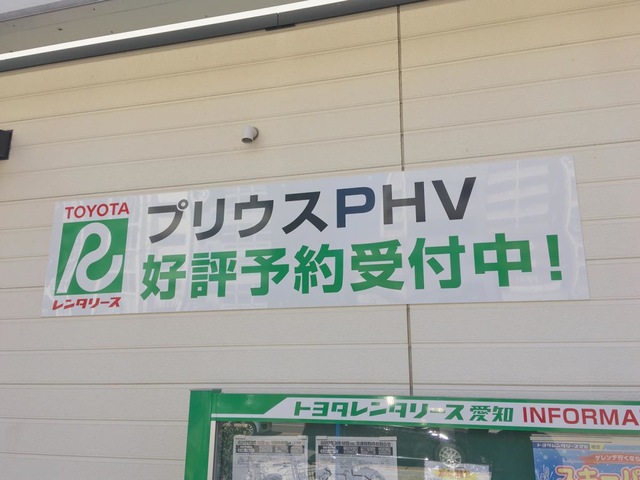 TOYOTA
レンタリース
プリウスPHV
好評予約受付中!
トヨタレンタリース愛知 INFORMA